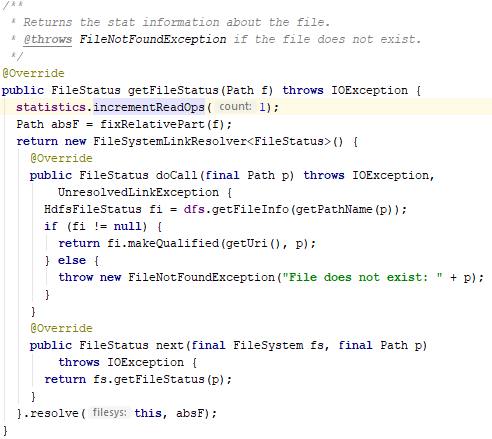 /**
 * Returns the stat information about the file.
 * @throws FileNotFoundException if the file does not exist.
 */
@Override
public FileStatus getFileStatus(Path f) throws IOException {
  statistics.incrementReadOps( count: 1);
  Path absF = fixRelativePart(f);
  return new FileSystemLinkResolver<FileStatus>() {
    @Override
    public FileStatus doCall(final Path p) throws IOException,
        UnresolvedLinkException {
      HdfsFileStatus fi = dfs.getFileInfo(getPathName(p));
      if (fi != null) {
        return fi.makeQualified(getUri(), p);
      } else {
        throw new FileNotFoundException("File does not exist: " + p);
      }
    }
    @Override
    public FileStatus next(final FileSystem fs, final Path p)
        throws IOException {
      return fs.getFileStatus(p);
    }
  }.resolve( filesys: this, absF);
}